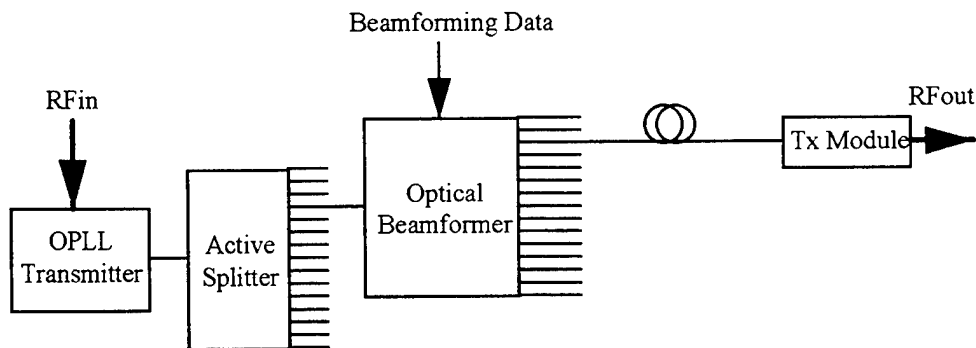 Beamforming Data
RFin
RFout
Tx Module
Optical
Beamformer
OPLL
Transmitter
Active
Splitter